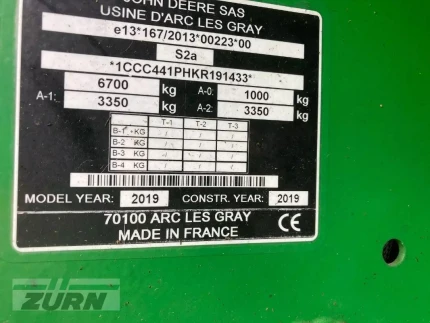 JOHN DEERE SAS
USINE D'ARC LES GRAY
e13*167/2013*00223*00
S2a
*1CCC441PHKR191433*
6700 kg A-0: 1000 kg
A-1: 3350 kg A-2: 3350 kg
T-1 T-2 T-3
B-1 KG / / /
B-2 KG / / /
B-3 KG / / /
B-4 KG / / /
MODEL YEAR: 2019 CONSTR. YEAR: 2019
70100 ARC LES GRAY CE
MADE IN FRANCE
ZÜRN